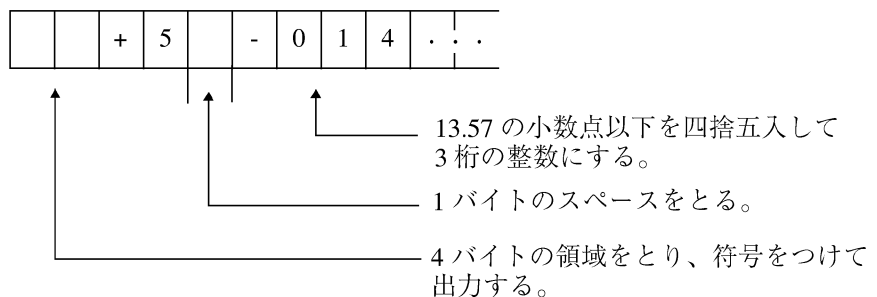 + 5 - 0 1 4 . . .
13.57 の小数点以下を四捨五入して
3 桁の整数にする。
1 バイトのスペースをとる。
4 バイトの領域をとり、符号をつけて
出力する。